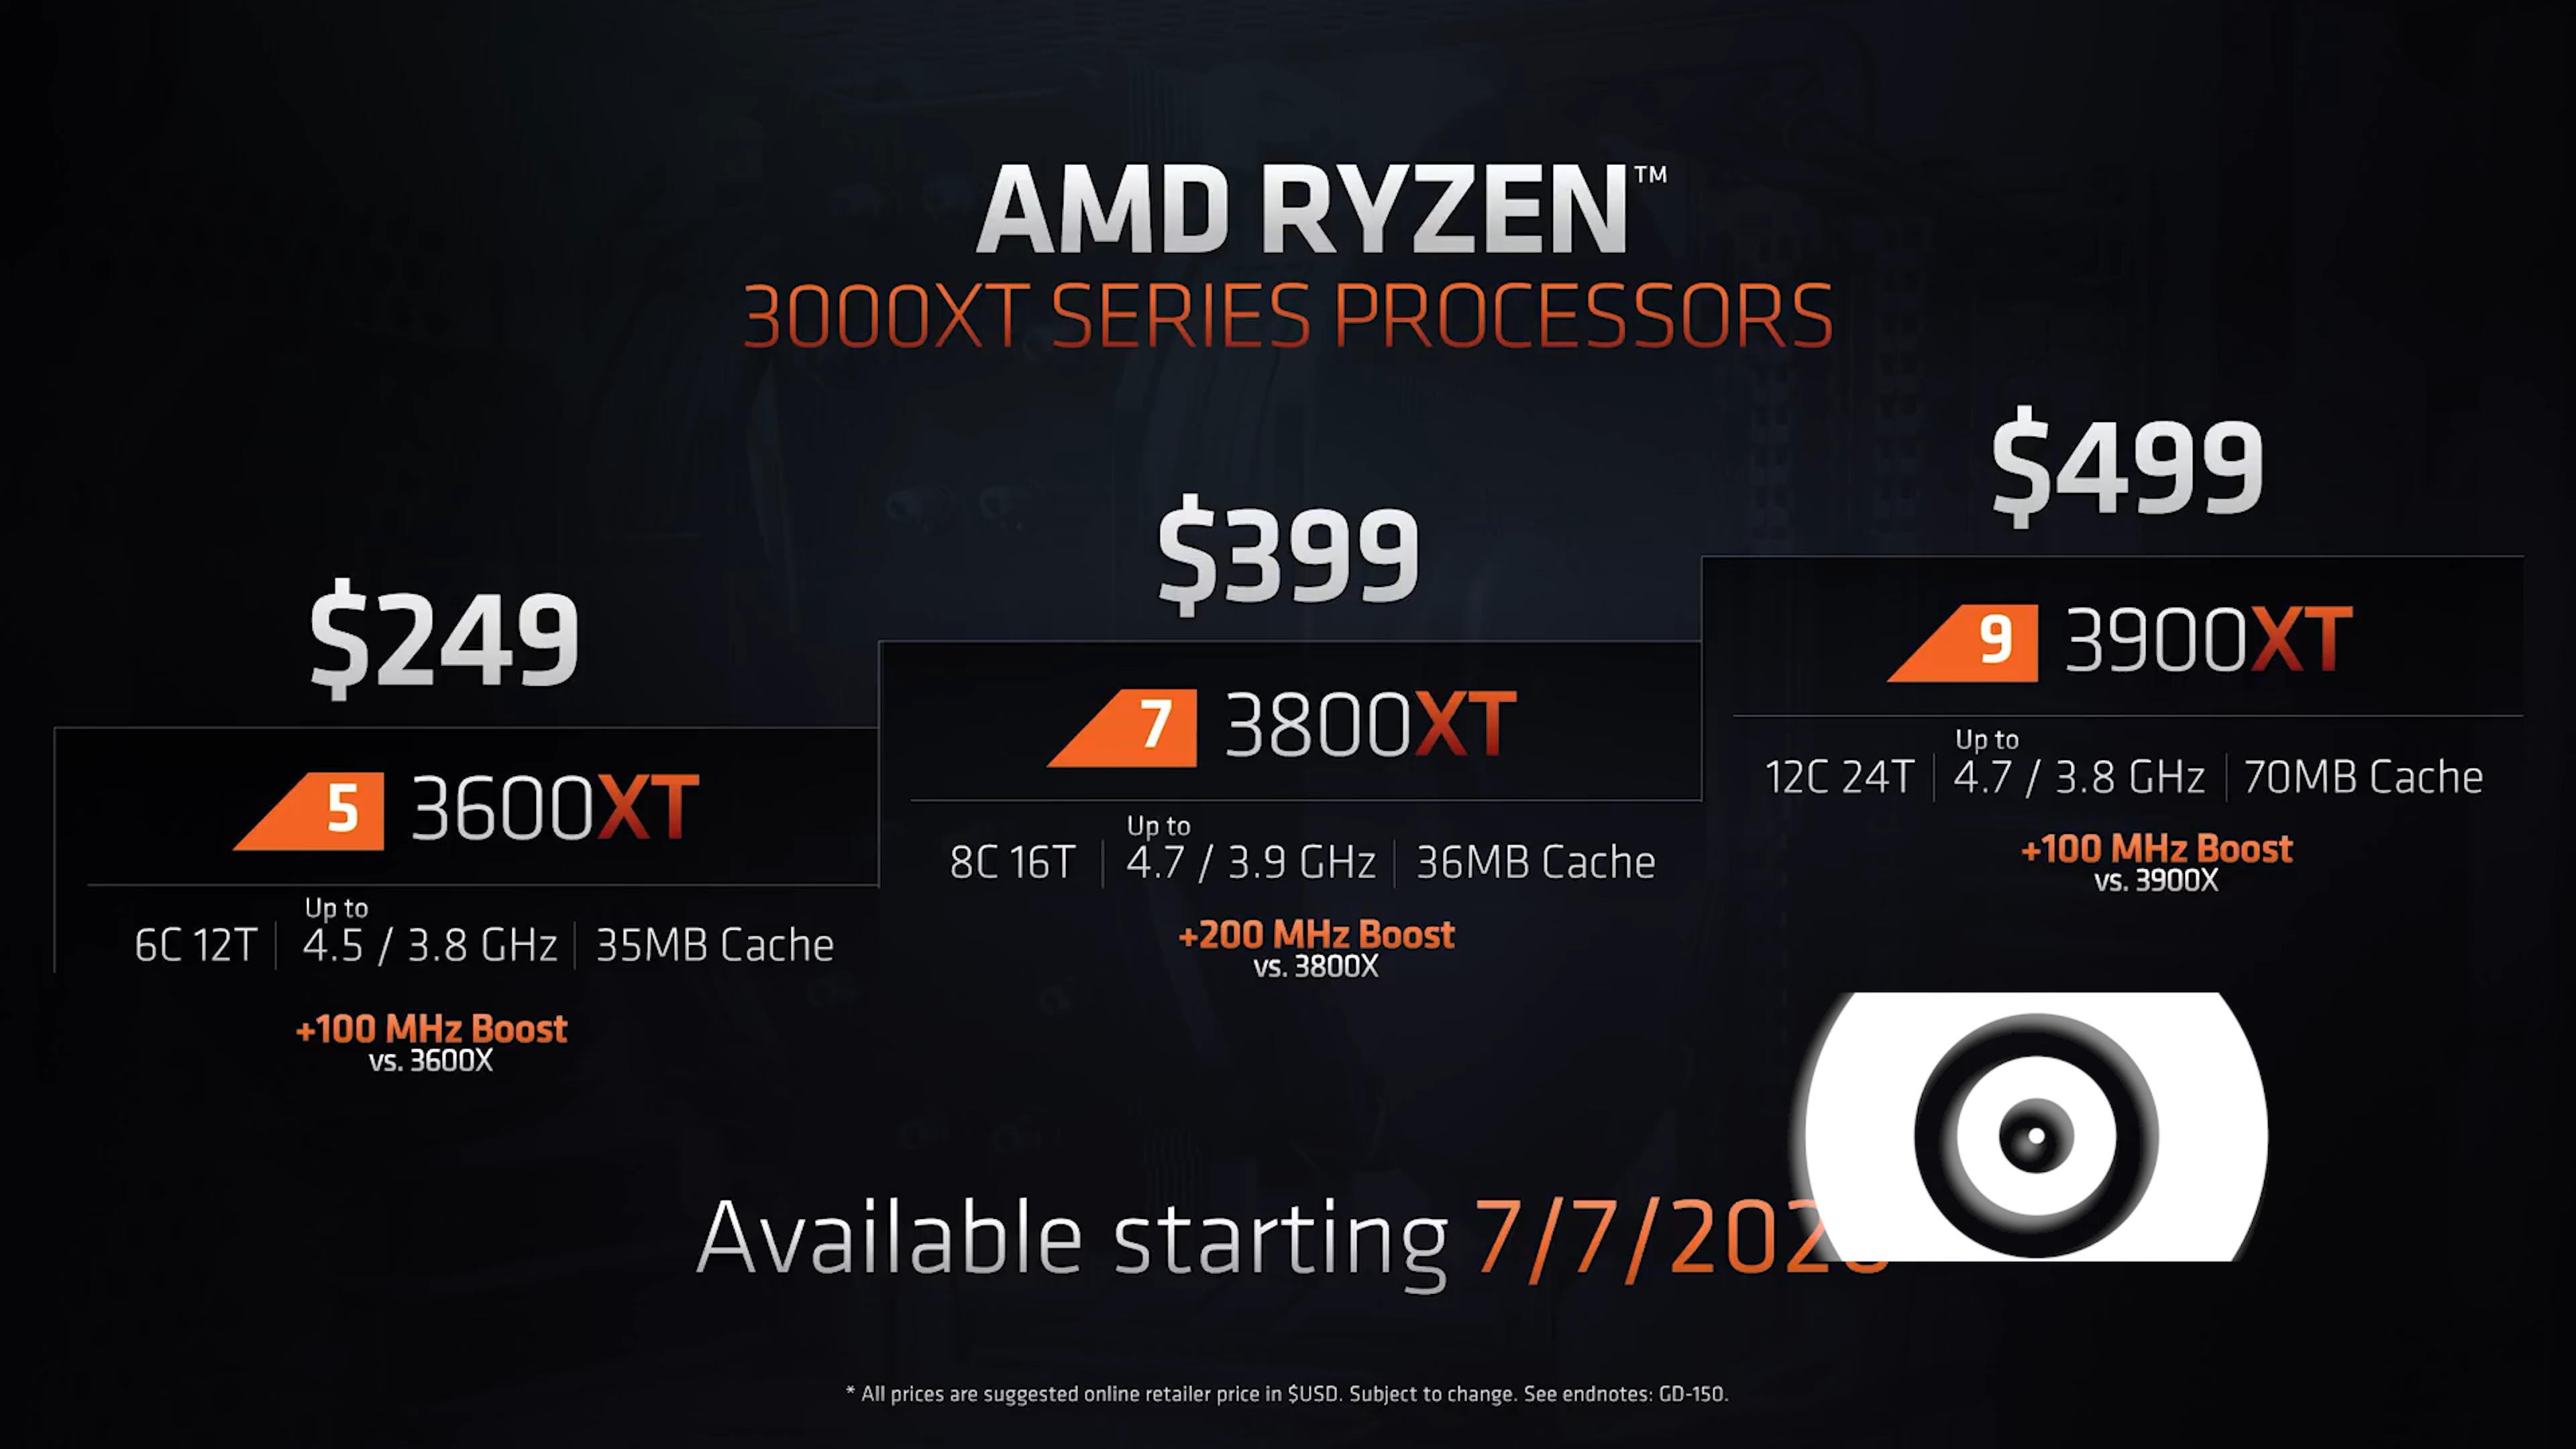 AMD RYZEN™
3000XT SERIES PROCESSORS
$249
5 3600XT
6C 12T | Up to 4.5 / 3.8 GHz | 35MB Cache
+100 MHz Boost
vs. 3600X
$399
7 3800XT
8C 16T | Up to 4.7 / 3.9 GHz | 36MB Cache
+200 MHz Boost
vs. 3800X
$499
9 3900XT
12C 24T | Up to 4.7 / 3.8 GHz | 70MB Cache
+100 MHz Boost
vs. 3900X
Available starting
* All prices are suggested online retailer price in $USD. Subject to change. See endnotes: GD-150.